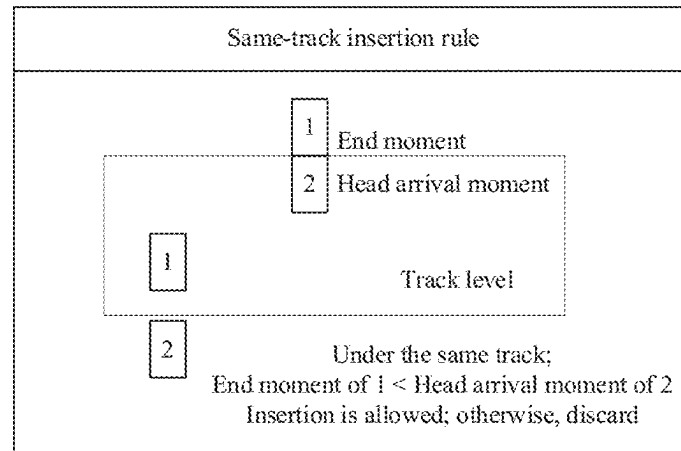 Same-track insertion rule
1
End moment
2
Head arrival moment
1
Track level
2
Under the same track;
End moment of 1 < Head arrival moment of 2
Insertion is allowed; otherwise, discard